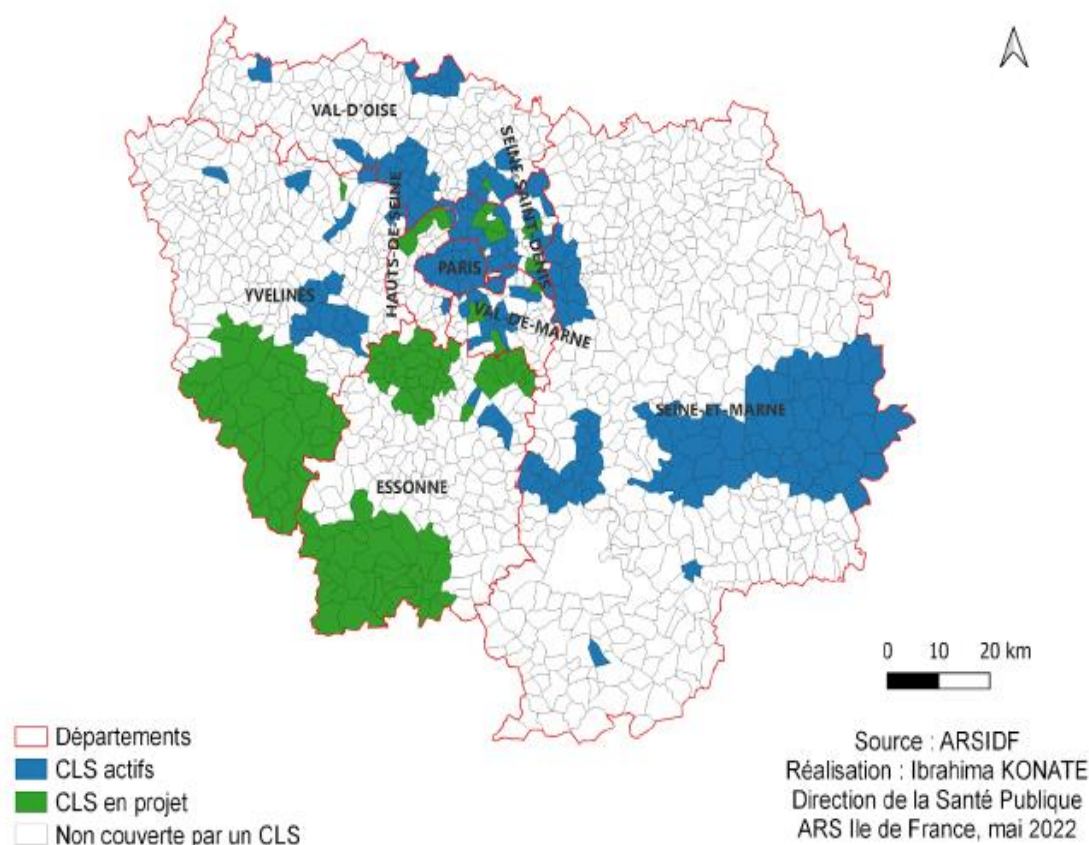 VAL-D'OISE
SEINE-SAINT-DENIS
HAUTS-DE-SEINE
PARIS
YVELINES
VAL-DE-MARNE
SEINE-ET-MARNE
ESSONNE
0 10 20 km
Départements
CLS actifs
CLS en projet
Non couverte par un CLS
Source : ARSIDF
Réalisation : Ibrahima KONATE
Direction de la Santé Publique
ARS Ile de France, mai 2022